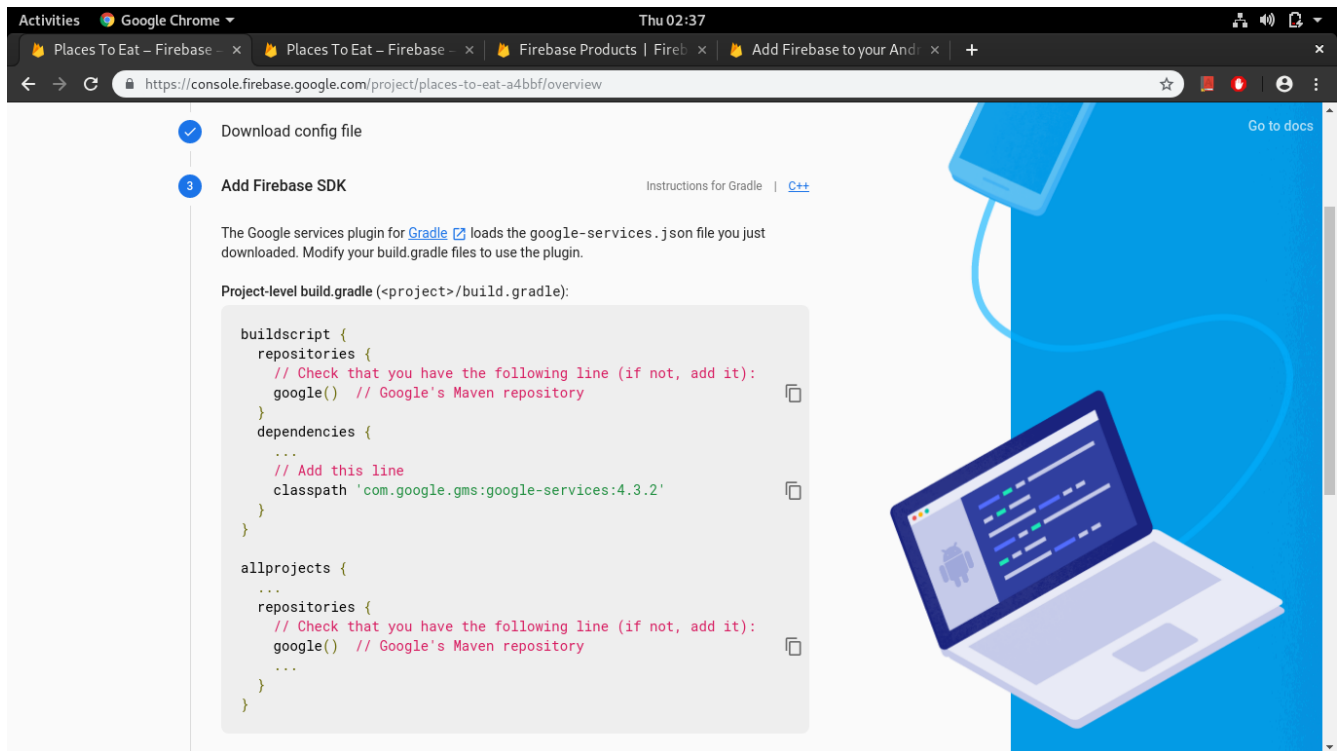 Activities Google Chrome Thu 02:37
Places To Eat – Firebase – Places To Eat – Firebase – Firebase Products | Fireb Add Firebase to your Andr
https://console.firebase.google.com/project/places-to-eat-a4bbf/overview
Go to docs
Download config file
3 Add Firebase SDK Instructions for Gradle | C++
The Google services plugin for Gradle loads the google-services.json file you just
downloaded. Modify your build.gradle files to use the plugin.
Project-level build.gradle (<project>/build.gradle):
buildscript {
repositories {
// Check that you have the following line (if not, add it):
google() // Google's Maven repository
}
dependencies {
...
// Add this line
classpath 'com.google.gms:google-services:4.3.2'
}
}
allprojects {
...
repositories {
// Check that you have the following line (if not, add it):
google() // Google's Maven repository
...
}
}